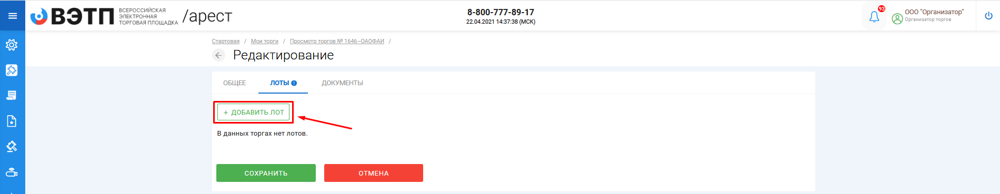 ВЭТП ВСЕРОССИЙСКАЯ ЭЛЕКТРОННАЯ ТОРГОВАЯ ПЛОЩАДКА /арест
8-800-777-89-17
22.04.2021 14:37:38 (МСК)
93
ООО "Организатор"
Организатор торгов
Стартовая / Мои торги / Просмотр торгов № 1646–ОАОФАИ /
Редактирование
ОБЩЕЕ ЛОТЫ ДОКУМЕНТЫ
+ ДОБАВИТЬ ЛОТ
В данных торгах нет лотов.
СОХРАНИТЬ ОТМЕНА